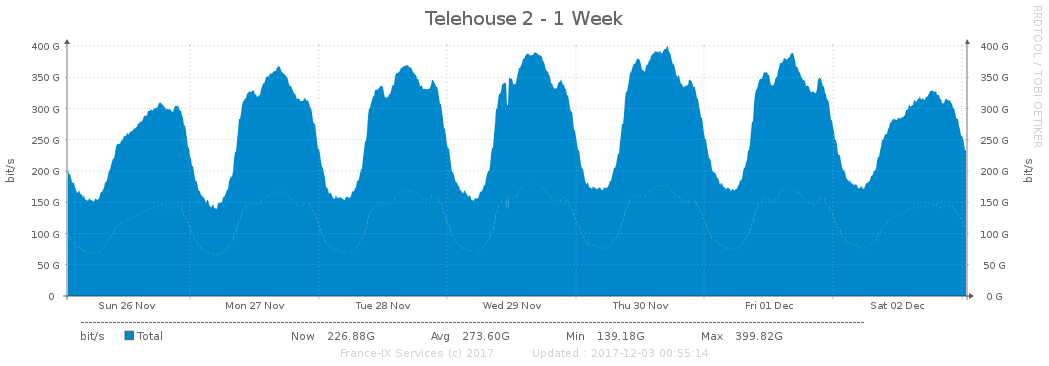 Telehouse 2 - 1 Week
RRDTOOL / TOBI OETIKER
400 G 400 G
350 G 350 G
300 G 300 G
250 G 250 G
200 G 200 G
150 G 150 G
100 G 100 G
50 G 50 G
0 0 G
bit/s bit/s
Sun 26 Nov Mon 27 Nov Tue 28 Nov Wed 29 Nov Thu 30 Nov Fri 01 Dec Sat 02 Dec
bit/s Total Now 226.88G Avg 273.60G Min 139.18G Max 399.82G
France-IX Services (c) 2017 Updated : 2017-12-03 00:55:14